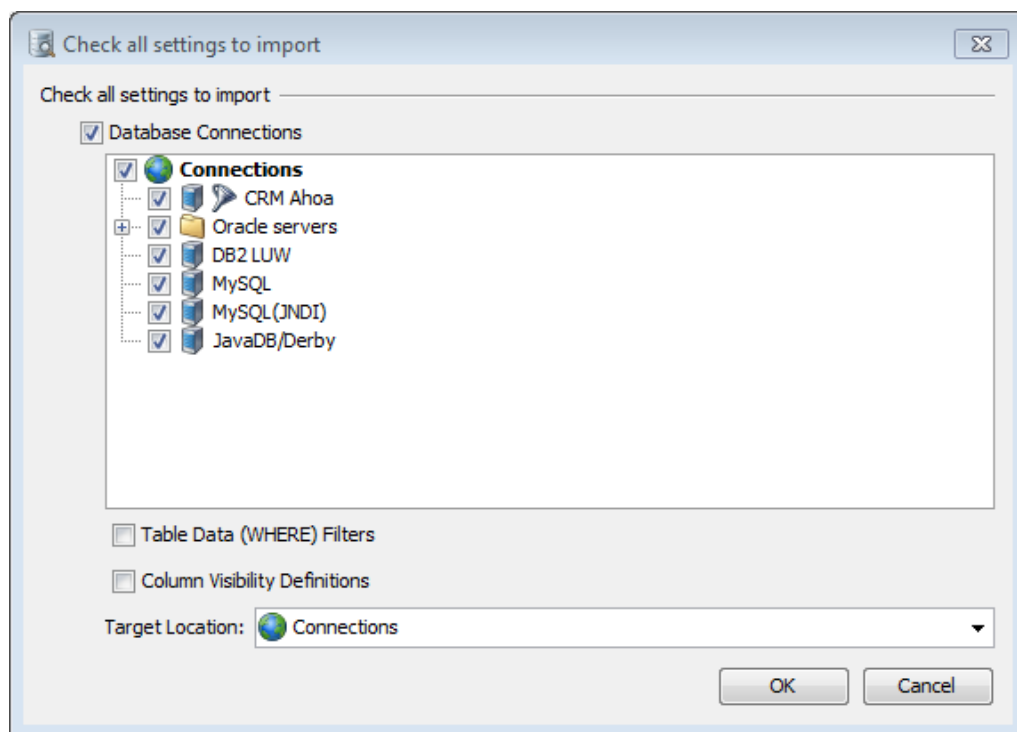 Check all settings to import
Check all settings to import
Database Connections
Connections
CRM Ahoa
Oracle servers
DB2 LUW
MySQL
MySQL(JNDI)
JavaDB/Derby
Table Data (WHERE) Filters
Column Visibility Definitions
Target Location: Connections
OK Cancel